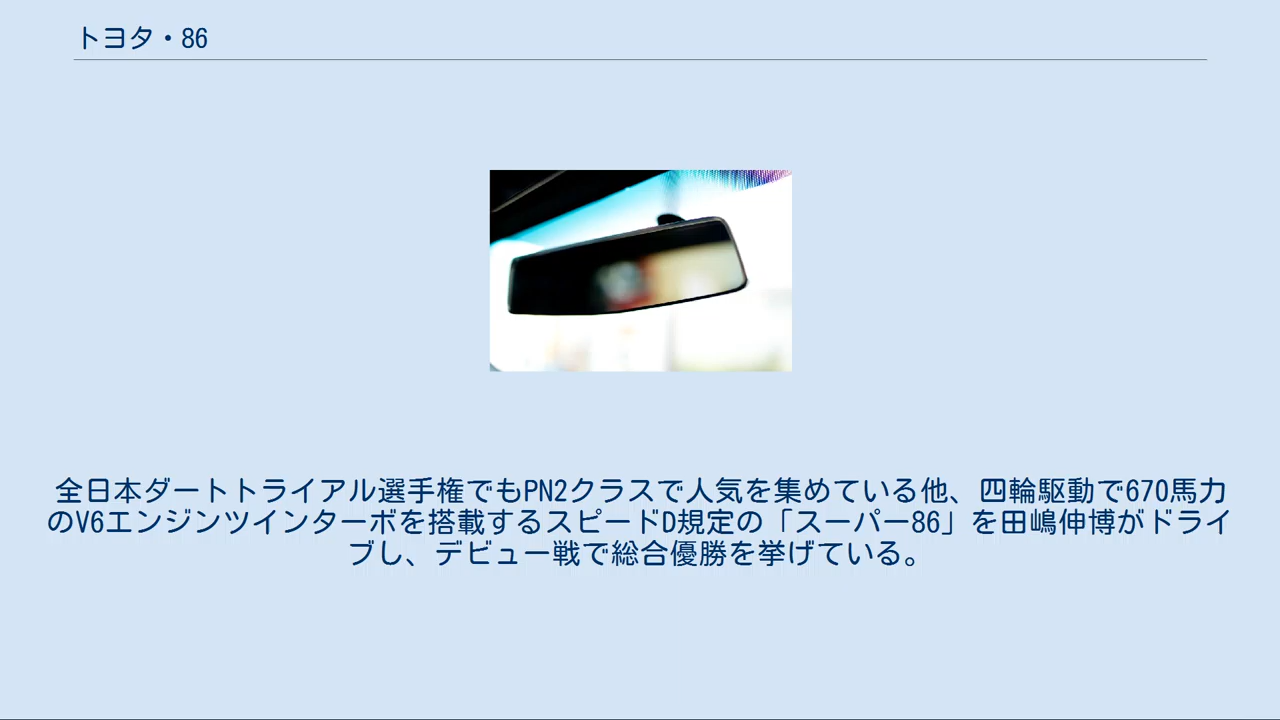 トヨタ・86
全日本ダートトライアル選手権でもPN2クラスで人気を集めている他、四輪駆動で670馬力
のV6エンジンツインターボを搭載するスピードD規定の「スーパー86」を田嶋伸博がドライ
ブし、デビュー戦で総合優勝を挙げている。